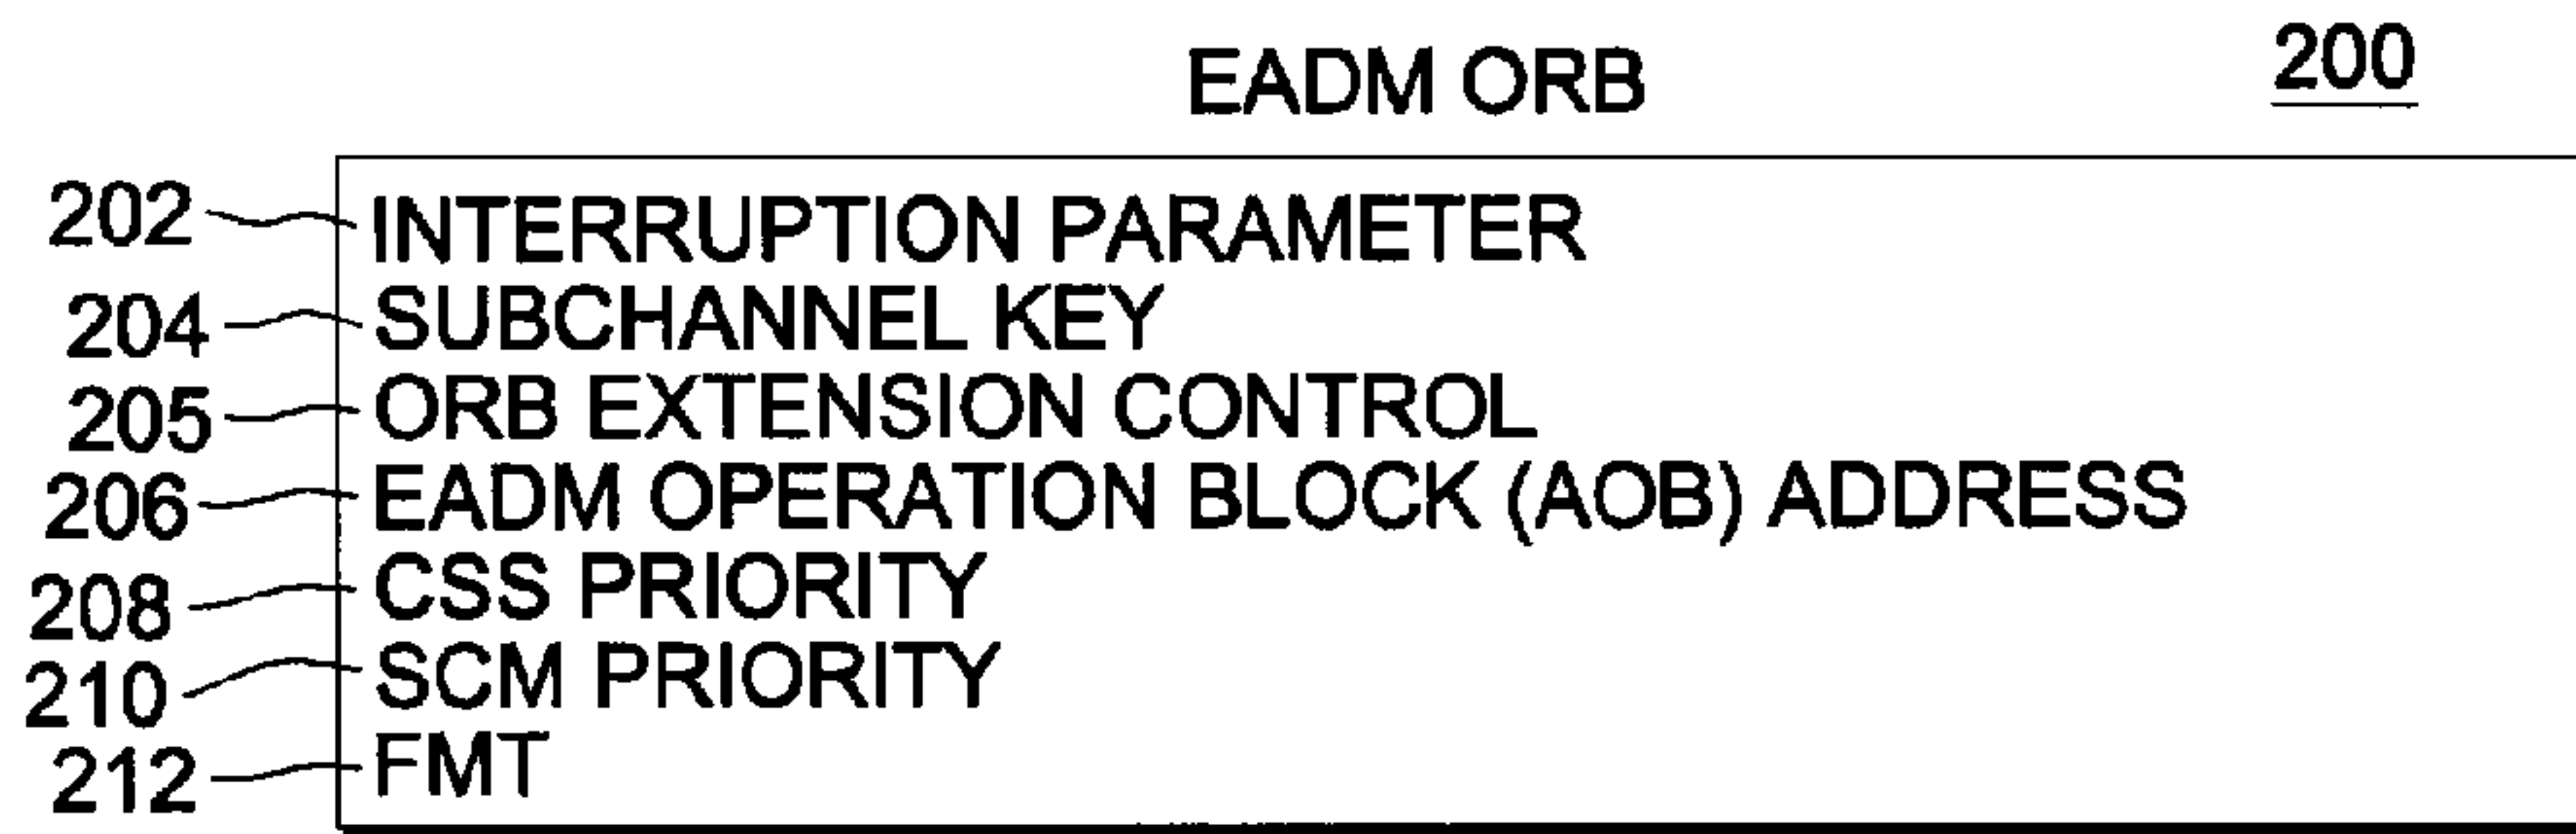 EADM ORB 200
202 INTERRUPTION PARAMETER
204 SUBCHANNEL KEY
205 ORB EXTENSION CONTROL
206 EADM OPERATION BLOCK (AOB) ADDRESS
208 CSS PRIORITY
210 SCM PRIORITY
212 FMT